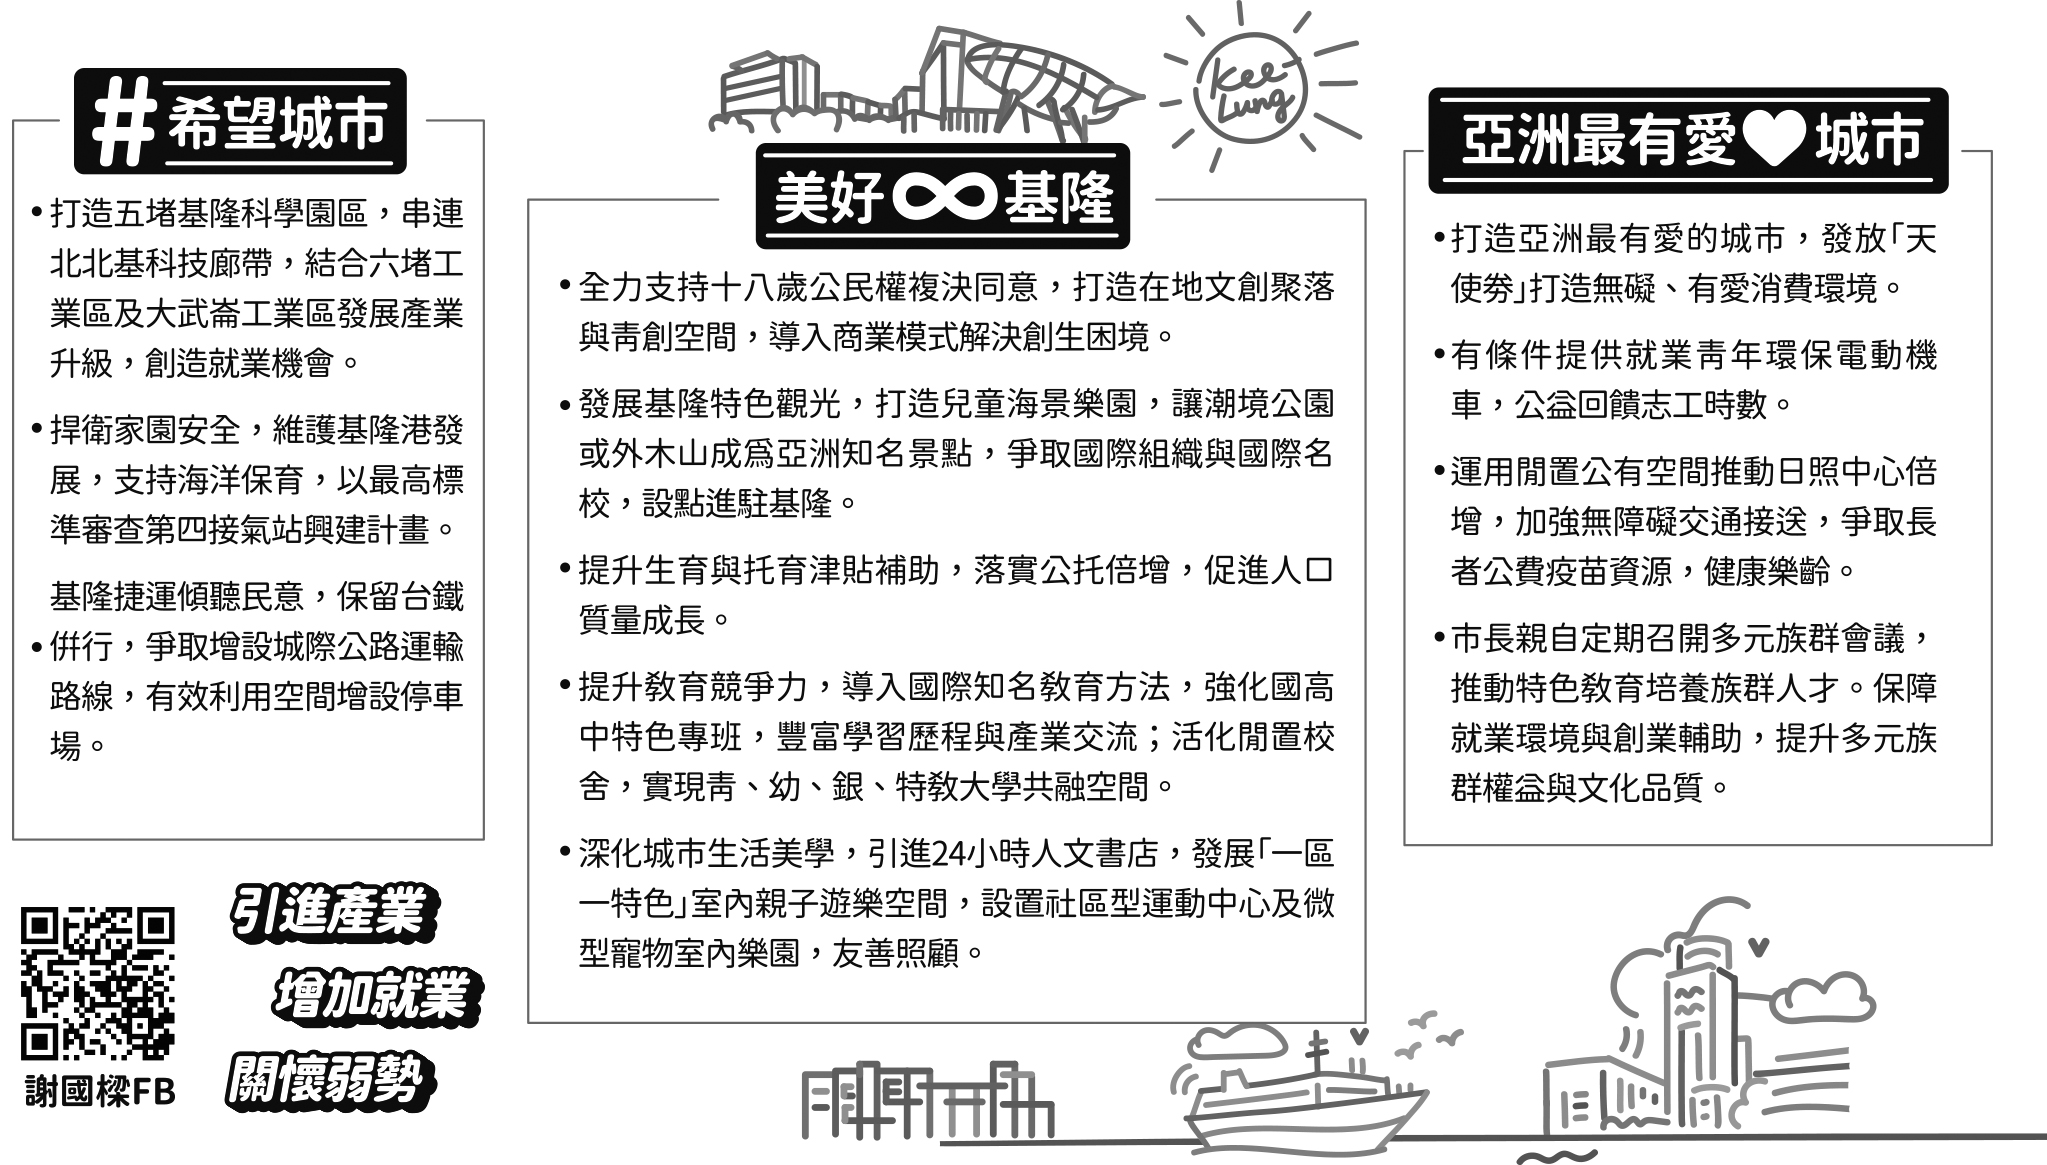 #希望城市
•打造五堵基隆科學園區，串連
北北基科技廊帶，結合六堵工
業區及大武崙工業區發展產業
升級，創造就業機會。
•捍衛家園安全，維護基隆港發
展，支持海洋保育，以最高標
準審查第四接氣站興建計畫。
基隆捷運傾聽民意，保留台鐵
•併行，爭取增設城際公路運輸
路線，有效利用空間增設停車
場。
謝國樑FB
引進產業
增加就業
關懷弱勢
Kee
Lung
美好∞基隆
•全力支持十八歲公民權複決同意，打造在地文創聚落
與青創空間，導入商業模式解決創生困境。
•發展基隆特色觀光，打造兒童海景樂園，讓潮境公園
或外木山成為亞洲知名景點，爭取國際組織與國際名
校，設點進駐基隆。
•提升生育與托育津貼補助，落實公托倍增，促進人口
質量成長。
•提升教育競爭力，導入國際知名教育方法，強化國高
中特色專班，豐富學習歷程與產業交流；活化閒置校
舍，實現青、幼、銀、特教大學共融空間。
•深化城市生活美學，引進24小時人文書店，發展「一區
一特色」室內親子遊樂空間，設置社區型運動中心及微
型寵物室內樂園，友善照顧。
亞洲最有愛♥城市
•打造亞洲最有愛的城市，發放「天
使券」打造無礙、有愛消費環境。
•有條件提供就業青年環保電動機
車，公益回饋志工時數。
•運用閒置公有空間推動日照中心倍
增，加強無障礙交通接送，爭取長
者公費疫苗資源，健康樂齡。
•市長親自定期召開多元族群會議，
推動特色教育培養族群人才。保障
就業環境與創業輔助，提升多元族
群權益與文化品質。